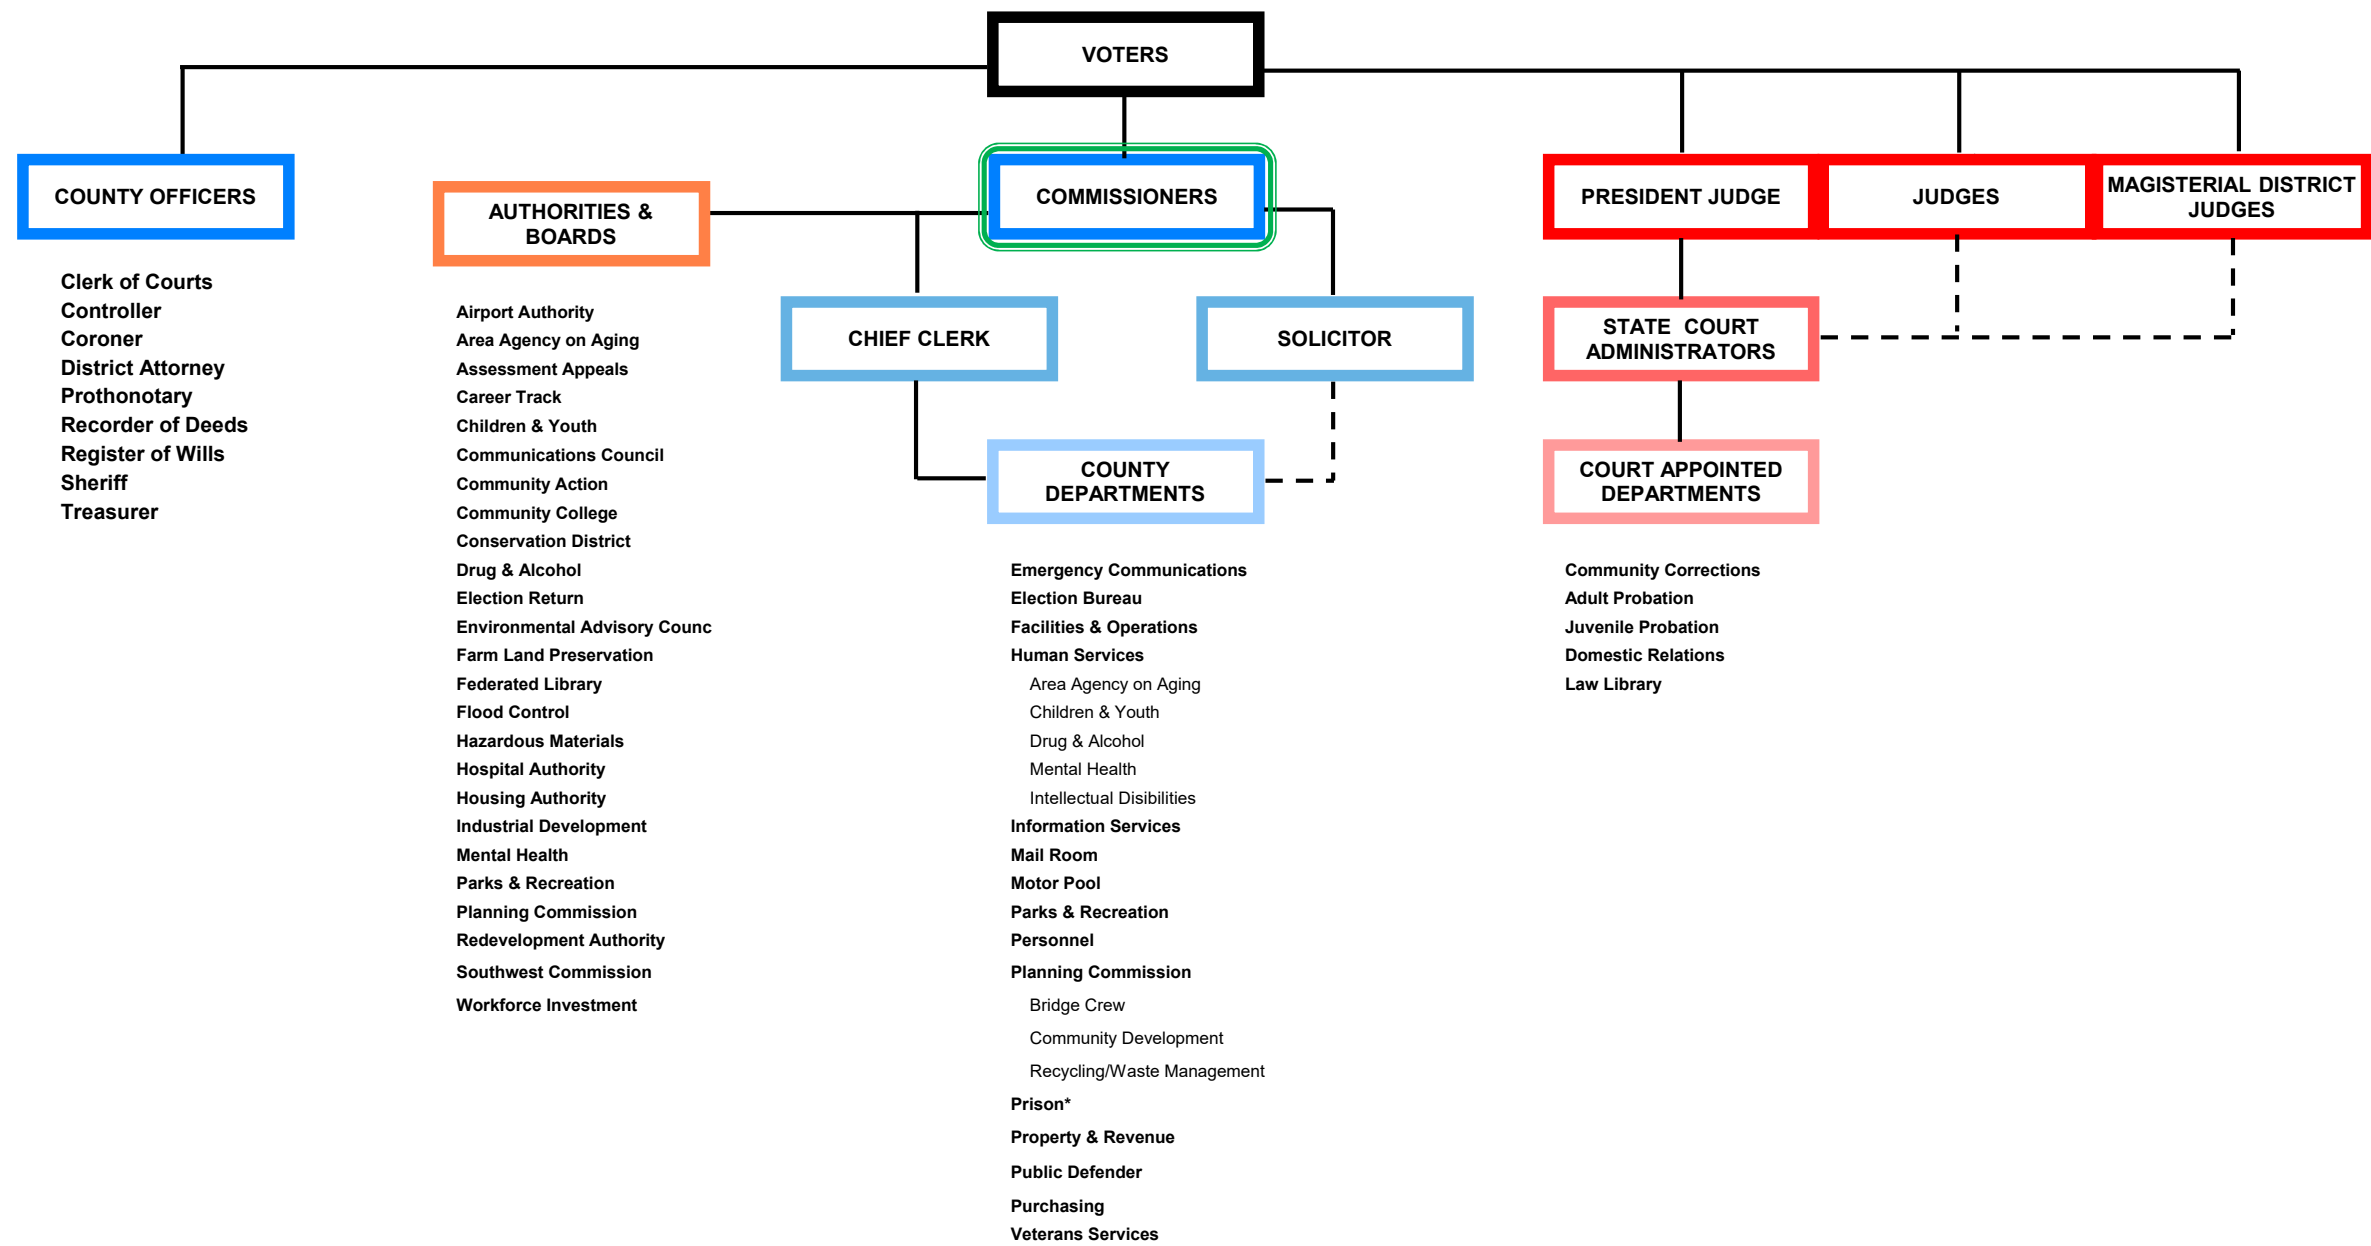 VOTERS
COUNTY OFFICERS
Clerk of Courts
Controller
Coroner
District Attorney
Prothonotary
Recorder of Deeds
Register of Wills
Sheriff
Treasurer
AUTHORITIES &
BOARDS
Airport Authority
Area Agency on Aging
Assessment Appeals
Career Track
Children & Youth
Communications Council
Community Action
Community College
Conservation District
Drug & Alcohol
Election Return
Environmental Advisory Counc
Farm Land Preservation
Federated Library
Flood Control
Hazardous Materials
Hospital Authority
Housing Authority
Industrial Development
Mental Health
Parks & Recreation
Planning Commission
Redevelopment Authority
Southwest Commission
Workforce Investment
COMMISSIONERS
CHIEF CLERK
SOLICITOR
COUNTY
DEPARTMENTS
Emergency Communications
Election Bureau
Facilities & Operations
Human Services
Area Agency on Aging
Children & Youth
Drug & Alcohol
Mental Health
Intellectual Disibilities
Information Services
Mail Room
Motor Pool
Parks & Recreation
Personnel
Planning Commission
Bridge Crew
Community Development
Recycling/Waste Management
Prison*
Property & Revenue
Public Defender
Purchasing
Veterans Services
PRESIDENT JUDGE
JUDGES
MAGISTERIAL DISTRICT
JUDGES
STATE COURT
ADMINISTRATORS
COURT APPOINTED
DEPARTMENTS
Community Corrections
Adult Probation
Juvenile Probation
Domestic Relations
Law Library